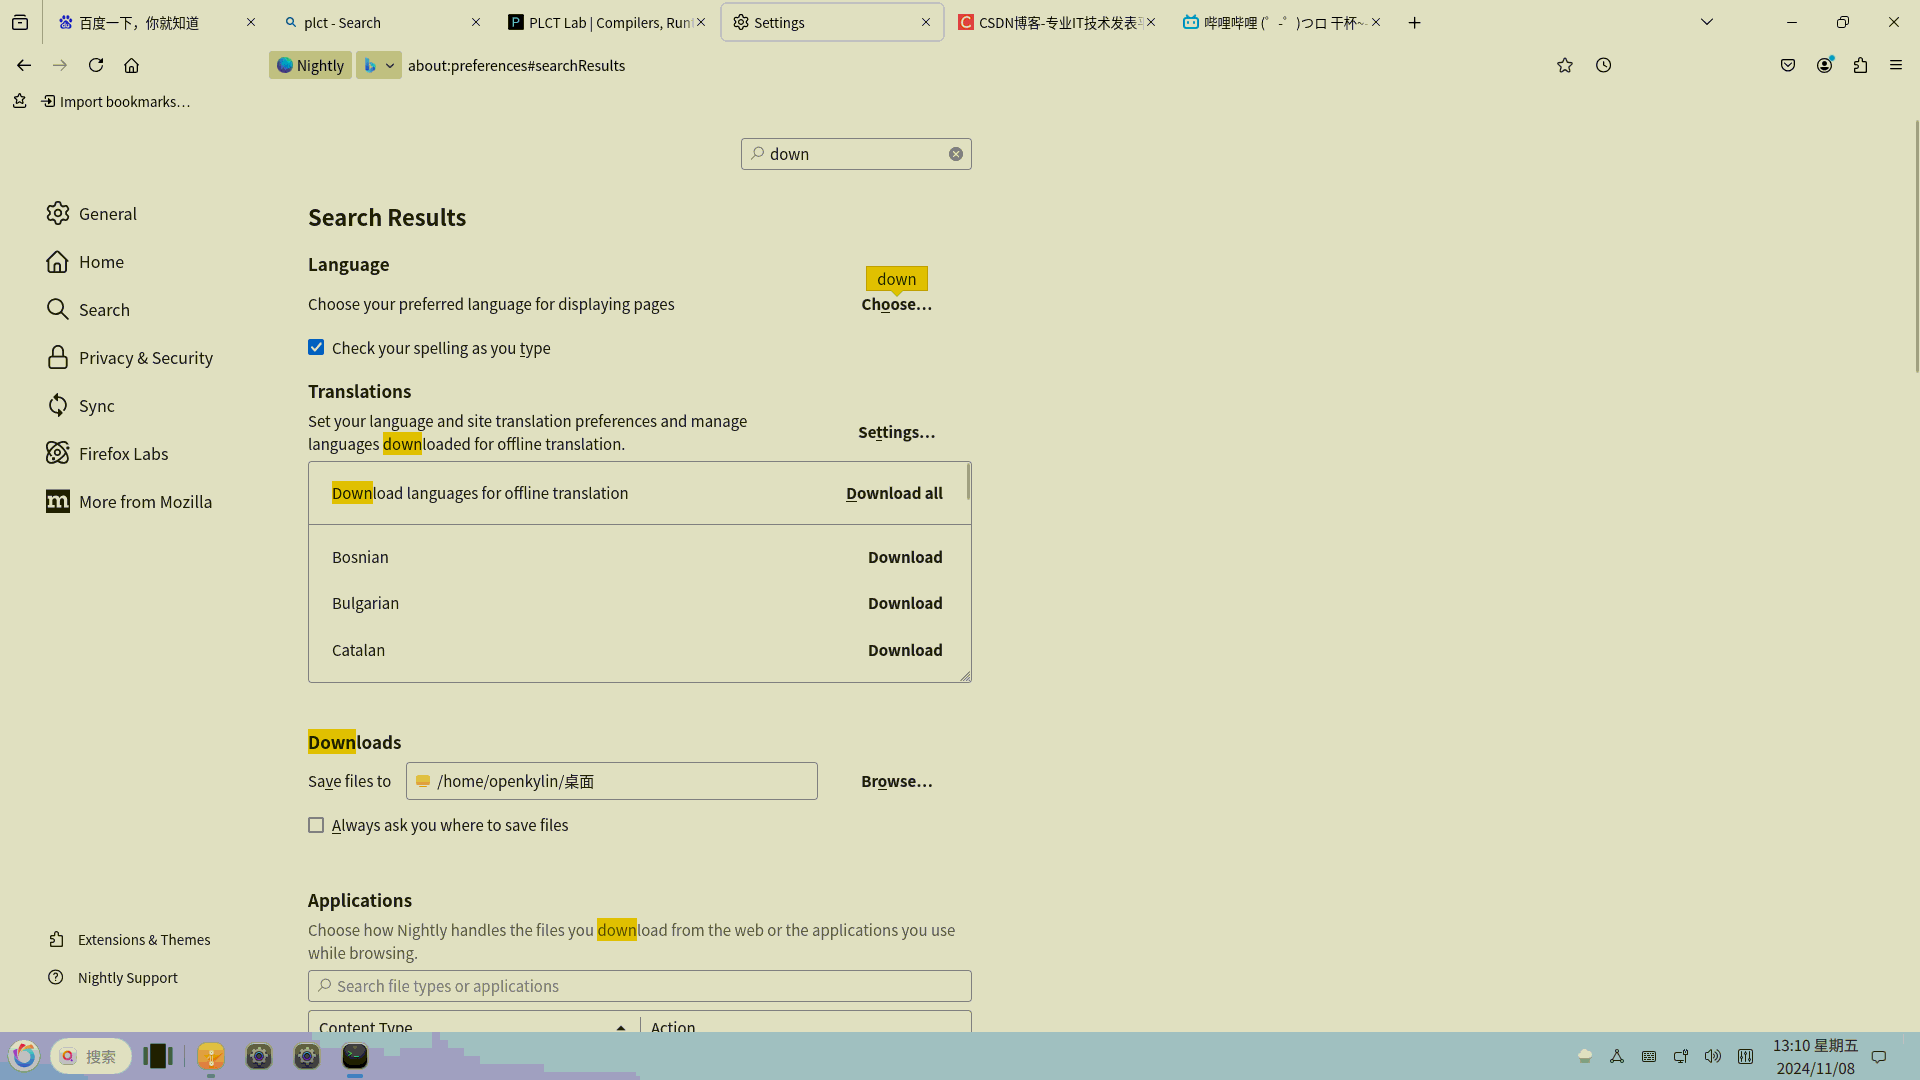 百度一下，你就知道
plct - Search
PLCT Lab | Compilers, Run
Settings
CSDN博客-专业IT技术发表
哔哩哔哩 (゜-゜)つロ 干杯~-
Nightly
about:preferences#searchResults
Import bookmarks…
down
General
Home
Search
Privacy & Security
Sync
Firefox Labs
More from Mozilla
Extensions & Themes
Nightly Support
Search Results
Language
down
Choose your preferred language for displaying pages
Choose…
Check your spelling as you type
Translations
Set your language and site translation preferences and manage
languages downloaded for offline translation.
Settings…
Download languages for offline translation
Download all
Bosnian
Download
Bulgarian
Download
Catalan
Download
Downloads
Save files to
/home/openkylin/桌面
Browse…
Always ask you where to save files
Applications
Choose how Nightly handles the files you download from the web or the applications you use
while browsing.
Search file types or applications
Content Type
Action
搜索
13:10 星期五
2024/11/08